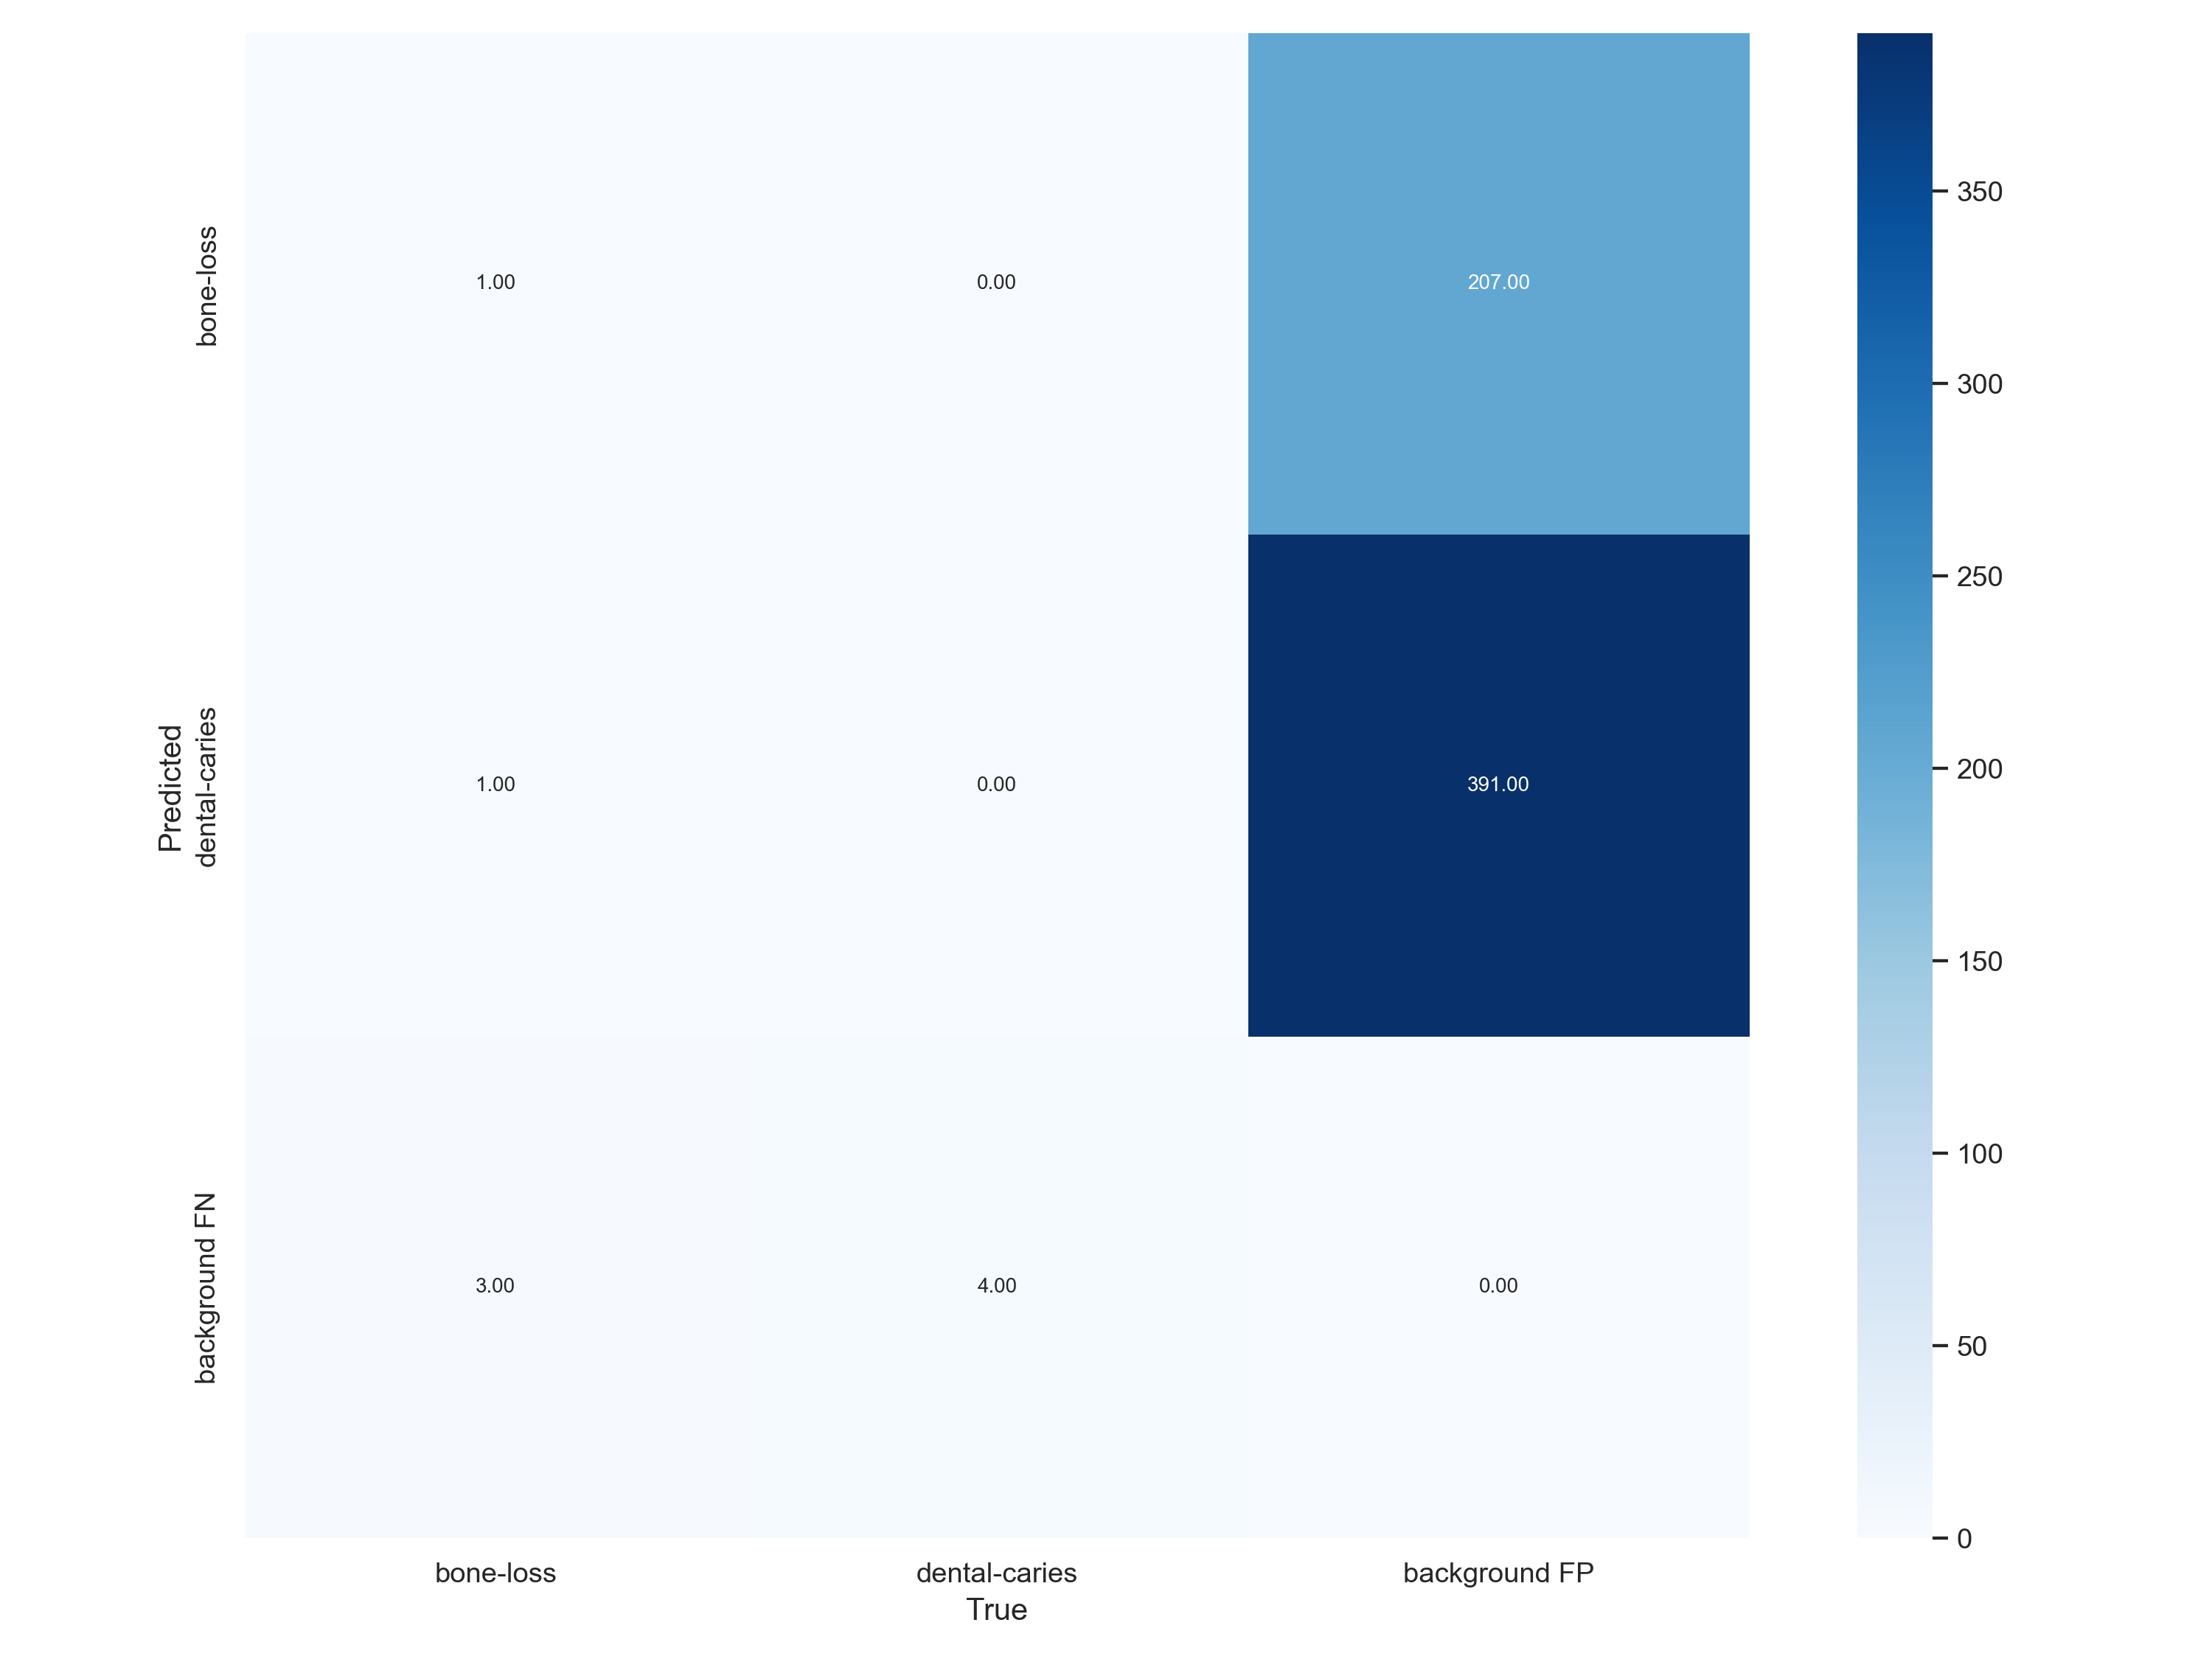 bone-loss
1.00 0.00 207.00
Predicted
dental-caries
1.00 0.00 391.00
background FN
3.00 4.00 0.00
bone-loss dental-caries background FP
True
350
300
250
200
150
100
50
0